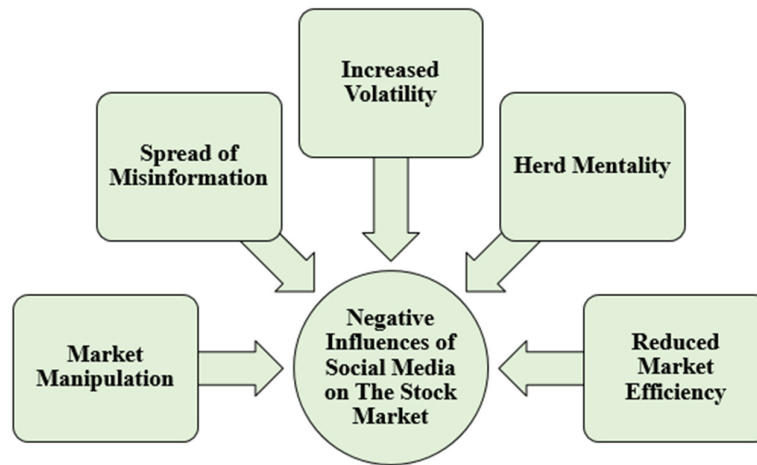 Increased
Volatility
Spread of
Misinformation
Herd Mentality
Market
Manipulation
Negative
Influences of
Social Media
on The Stock
Market
Reduced
Market
Efficiency